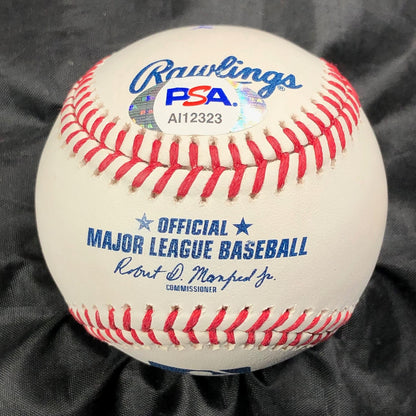 Rawlings®
PSA
AI12323
★ OFFICIAL ★
MAJOR LEAGUE BASEBALL
Robert D. Manfred Jr.
COMMISSIONER